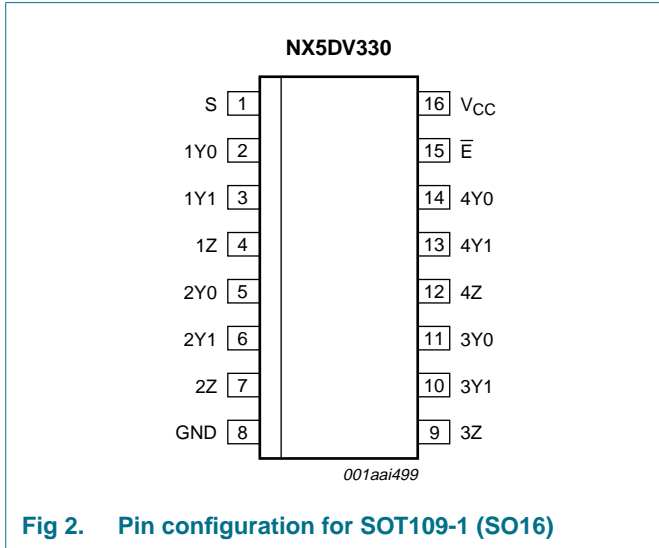 NX5DV330
S 1 16 VCC
1Y0 2 15 E̅
1Y1 3 14 4Y0
1Z 4 13 4Y1
2Y0 5 12 4Z
2Y1 6 11 3Y0
2Z 7 10 3Y1
GND 8 9 3Z
001aai499
Fig 2. Pin configuration for SOT109-1 (SO16)